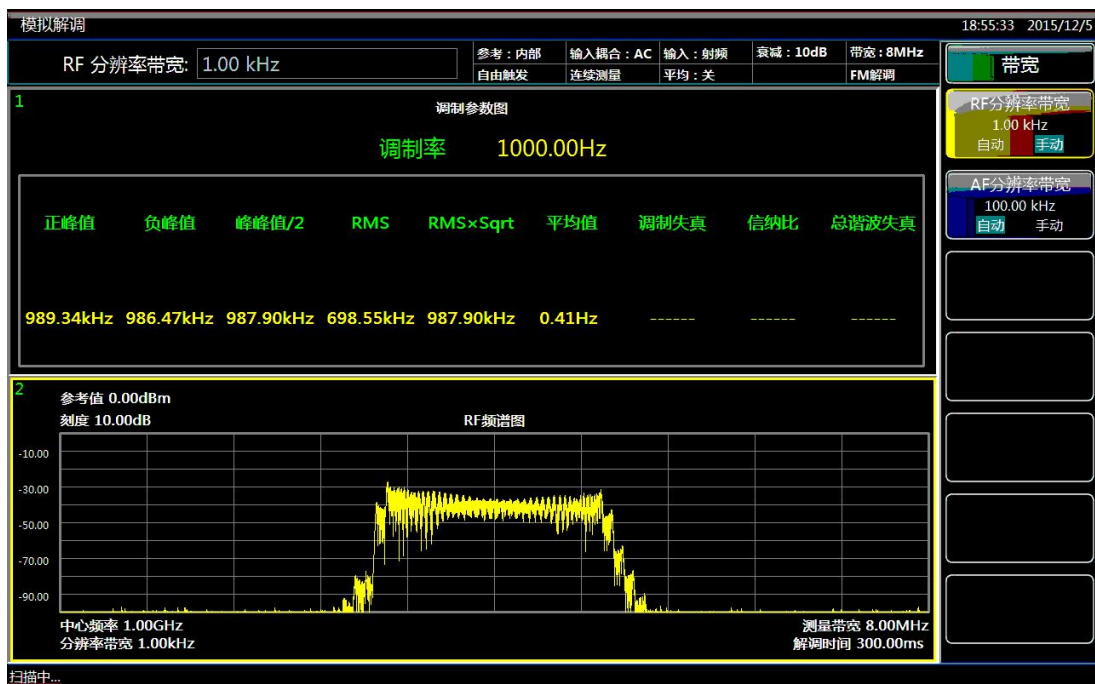 模拟解调
18:55:33 2015/12/5
RF 分辨率带宽: 1.00 kHz
参考：内部 输入耦合：AC 输入：射频 衰减：10dB 带宽：8MHz
自由触发 连续测量 平均：关 FM解调
带宽
1
调制参数图
调制率 1000.00Hz
正峰值 负峰值 峰峰值/2 RMS RMS×Sqrt 平均值 调制失真 信纳比 总谐波失真
989.34kHz 986.47kHz 987.90kHz 698.55kHz 987.90kHz 0.41Hz ------ ------ ------
RF分辨率带宽
1.00 kHz
自动 手动
AF分辨率带宽
100.00 kHz
自动 手动
2
参考值 0.00dBm
刻度 10.00dB
RF频谱图
-10.00
-30.00
-50.00
-70.00
-90.00
中心频率 1.00GHz
测量带宽 8.00MHz
分辨率带宽 1.00kHz
解调时间 300.00ms
扫描中...